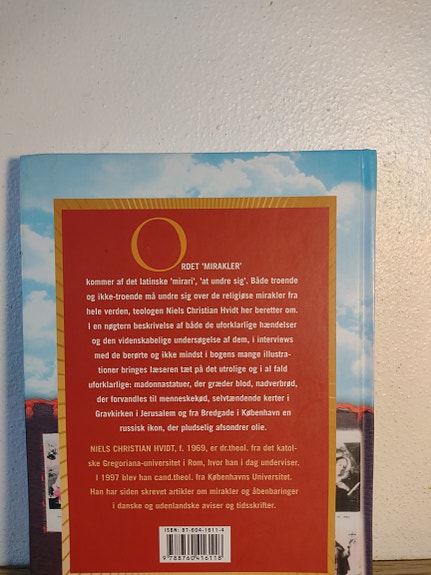 ORDET 'MIRAKLER'
kommer af det latinske 'mirari', 'at undre sig'. Både troende
og ikke-troende må undre sig over de religiøse mirakler fra
hele verden, teologen Niels Christian Hvidt her beretter om.
I en nøgtern beskrivelse af både de uforklarlige hændelser
og den videnskabelige undersøgelse af dem, i interviews
med de berørte og ikke mindst i bogens mange illustra-
tioner bringes læseren tæt på det utrolige og i al fald
uforklarlige: madonnastatuer, der græder blod, nadverbrød,
der forvandles til menneskekød, selvtændende kerter i
Gravkirken i Jerusalem og fra Bredgade i København en
russisk ikon, der pludselig afsondrer olie.
NIELS CHRISTIAN HVIDT, f. 1969, er dr.theol. fra det katol-
ske Gregoriana-universitet i Rom, hvor han i dag underviser.
I 1997 blev han cand.theol. fra Københavns Universitet.
Han har siden skrevet artikler om mirakler og åbenbaringer
i danske og udenlandske aviser og tidsskrifter.
ISBN: 87-604-1611-4
9788760416118